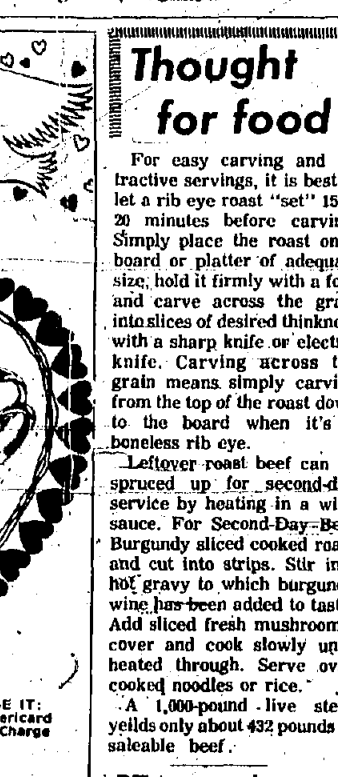 Thought
for food
For easy carving and
tractive servings, it is best
let a rib eye roast "set" 15
20 minutes before carvin
Simply place the roast on
board or platter of adequa
size, hold it firmly with a fo
and carve across the gra
into slices of desired thinkne
with a sharp knife or electr
knife. Carving across t
grain means simply carvi
from the top of the roast dow
to the board when it's
boneless rib eye.
Leftover roast beef can
spruced up for second-d
service by heating in a wi
sauce. For Second-Day-Be
Burgundy sliced cooked roa
and cut into strips. Stir in
hot gravy to which burgun
wine has been added to tast
Add sliced fresh mushroom
cover and cook slowly un
heated through. Serve ov
cooked noodles or rice.
A 1,000-pound live ste
yeilds only about 432 pounds
saleable beef.
E IT:
ericard
Charge